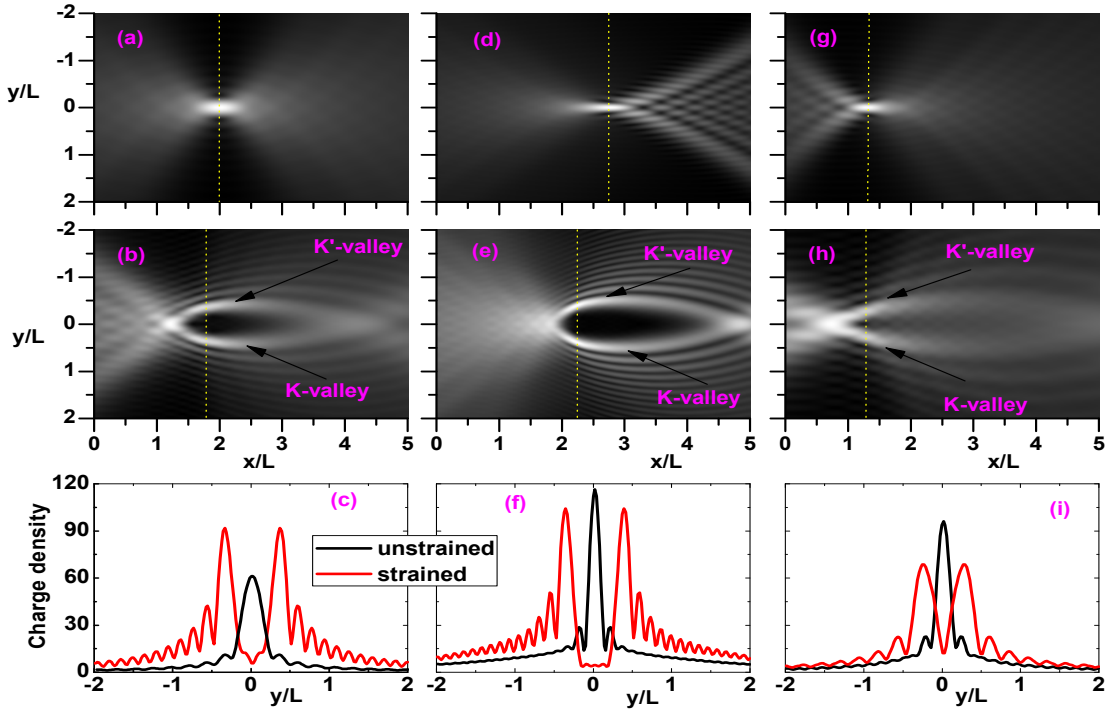 -2
-1
y/L 0
1
2
(a)
(d)
(g)
-2
-1
y/L 0
1
2
(b)
K'-valley
K-valley
(e)
K'-valley
K-valley
(h)
K'-valley
K-valley
0 1 2 3 4 5
0 1 2 3 4 5
0 1 2 3 4 5
x/L
x/L
x/L
120
90
60
30
0
Charge density
(c)
(f)
(i)
unstrained
strained
-2 -1 0 1 2
-2 -1 0 1 2
-2 -1 0 1 2
y/L
y/L
y/L